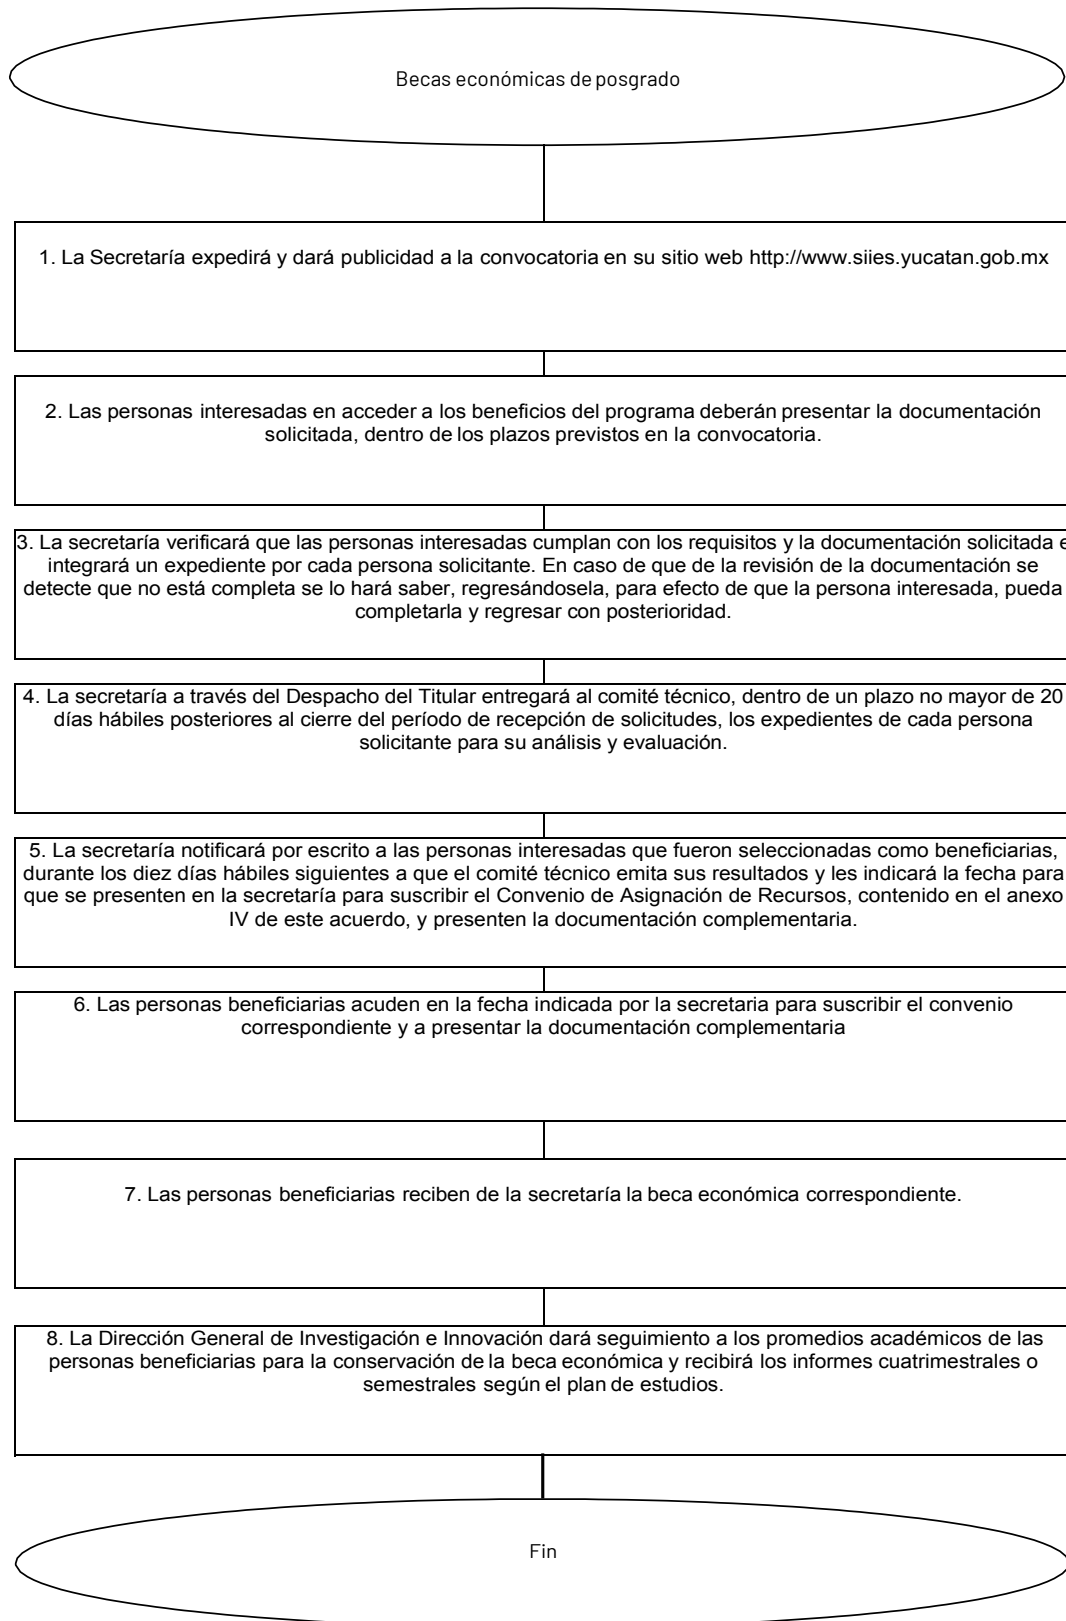 Becas económicas de posgrado
1. La Secretaría expedirá y dará publicidad a la convocatoria en su sitio web http://www.siies.yucatan.gob.mx
2. Las personas interesadas en acceder a los beneficios del programa deberán presentar la documentación
solicitada, dentro de los plazos previstos en la convocatoria.
3. La secretaría verificará que las personas interesadas cumplan con los requisitos y la documentación solicitada e
integrará un expediente por cada persona solicitante. En caso de que de la revisión de la documentación se
detecte que no está completa se lo hará saber, regresándosela, para efecto de que la persona interesada, pueda
completarla y regresar con posterioridad.
4. La secretaría a través del Despacho del Titular entregará al comité técnico, dentro de un plazo no mayor de 20
días hábiles posteriores al cierre del período de recepción de solicitudes, los expedientes de cada persona
solicitante para su análisis y evaluación.
5. La secretaría notificará por escrito a las personas interesadas que fueron seleccionadas como beneficiarias,
durante los diez días hábiles siguientes a que el comité técnico emita sus resultados y les indicará la fecha para
que se presenten en la secretaría para suscribir el Convenio de Asignación de Recursos, contenido en el anexo
IV de este acuerdo, y presenten la documentación complementaria.
6. Las personas beneficiarias acuden en la fecha indicada por la secretaria para suscribir el convenio
correspondiente y a presentar la documentación complementaria
7. Las personas beneficiarias reciben de la secretaría la beca económica correspondiente.
8. La Dirección General de Investigación e Innovación dará seguimiento a los promedios académicos de las
personas beneficiarias para la conservación de la beca económica y recibirá los informes cuatrimestrales o
semestrales según el plan de estudios.
Fin